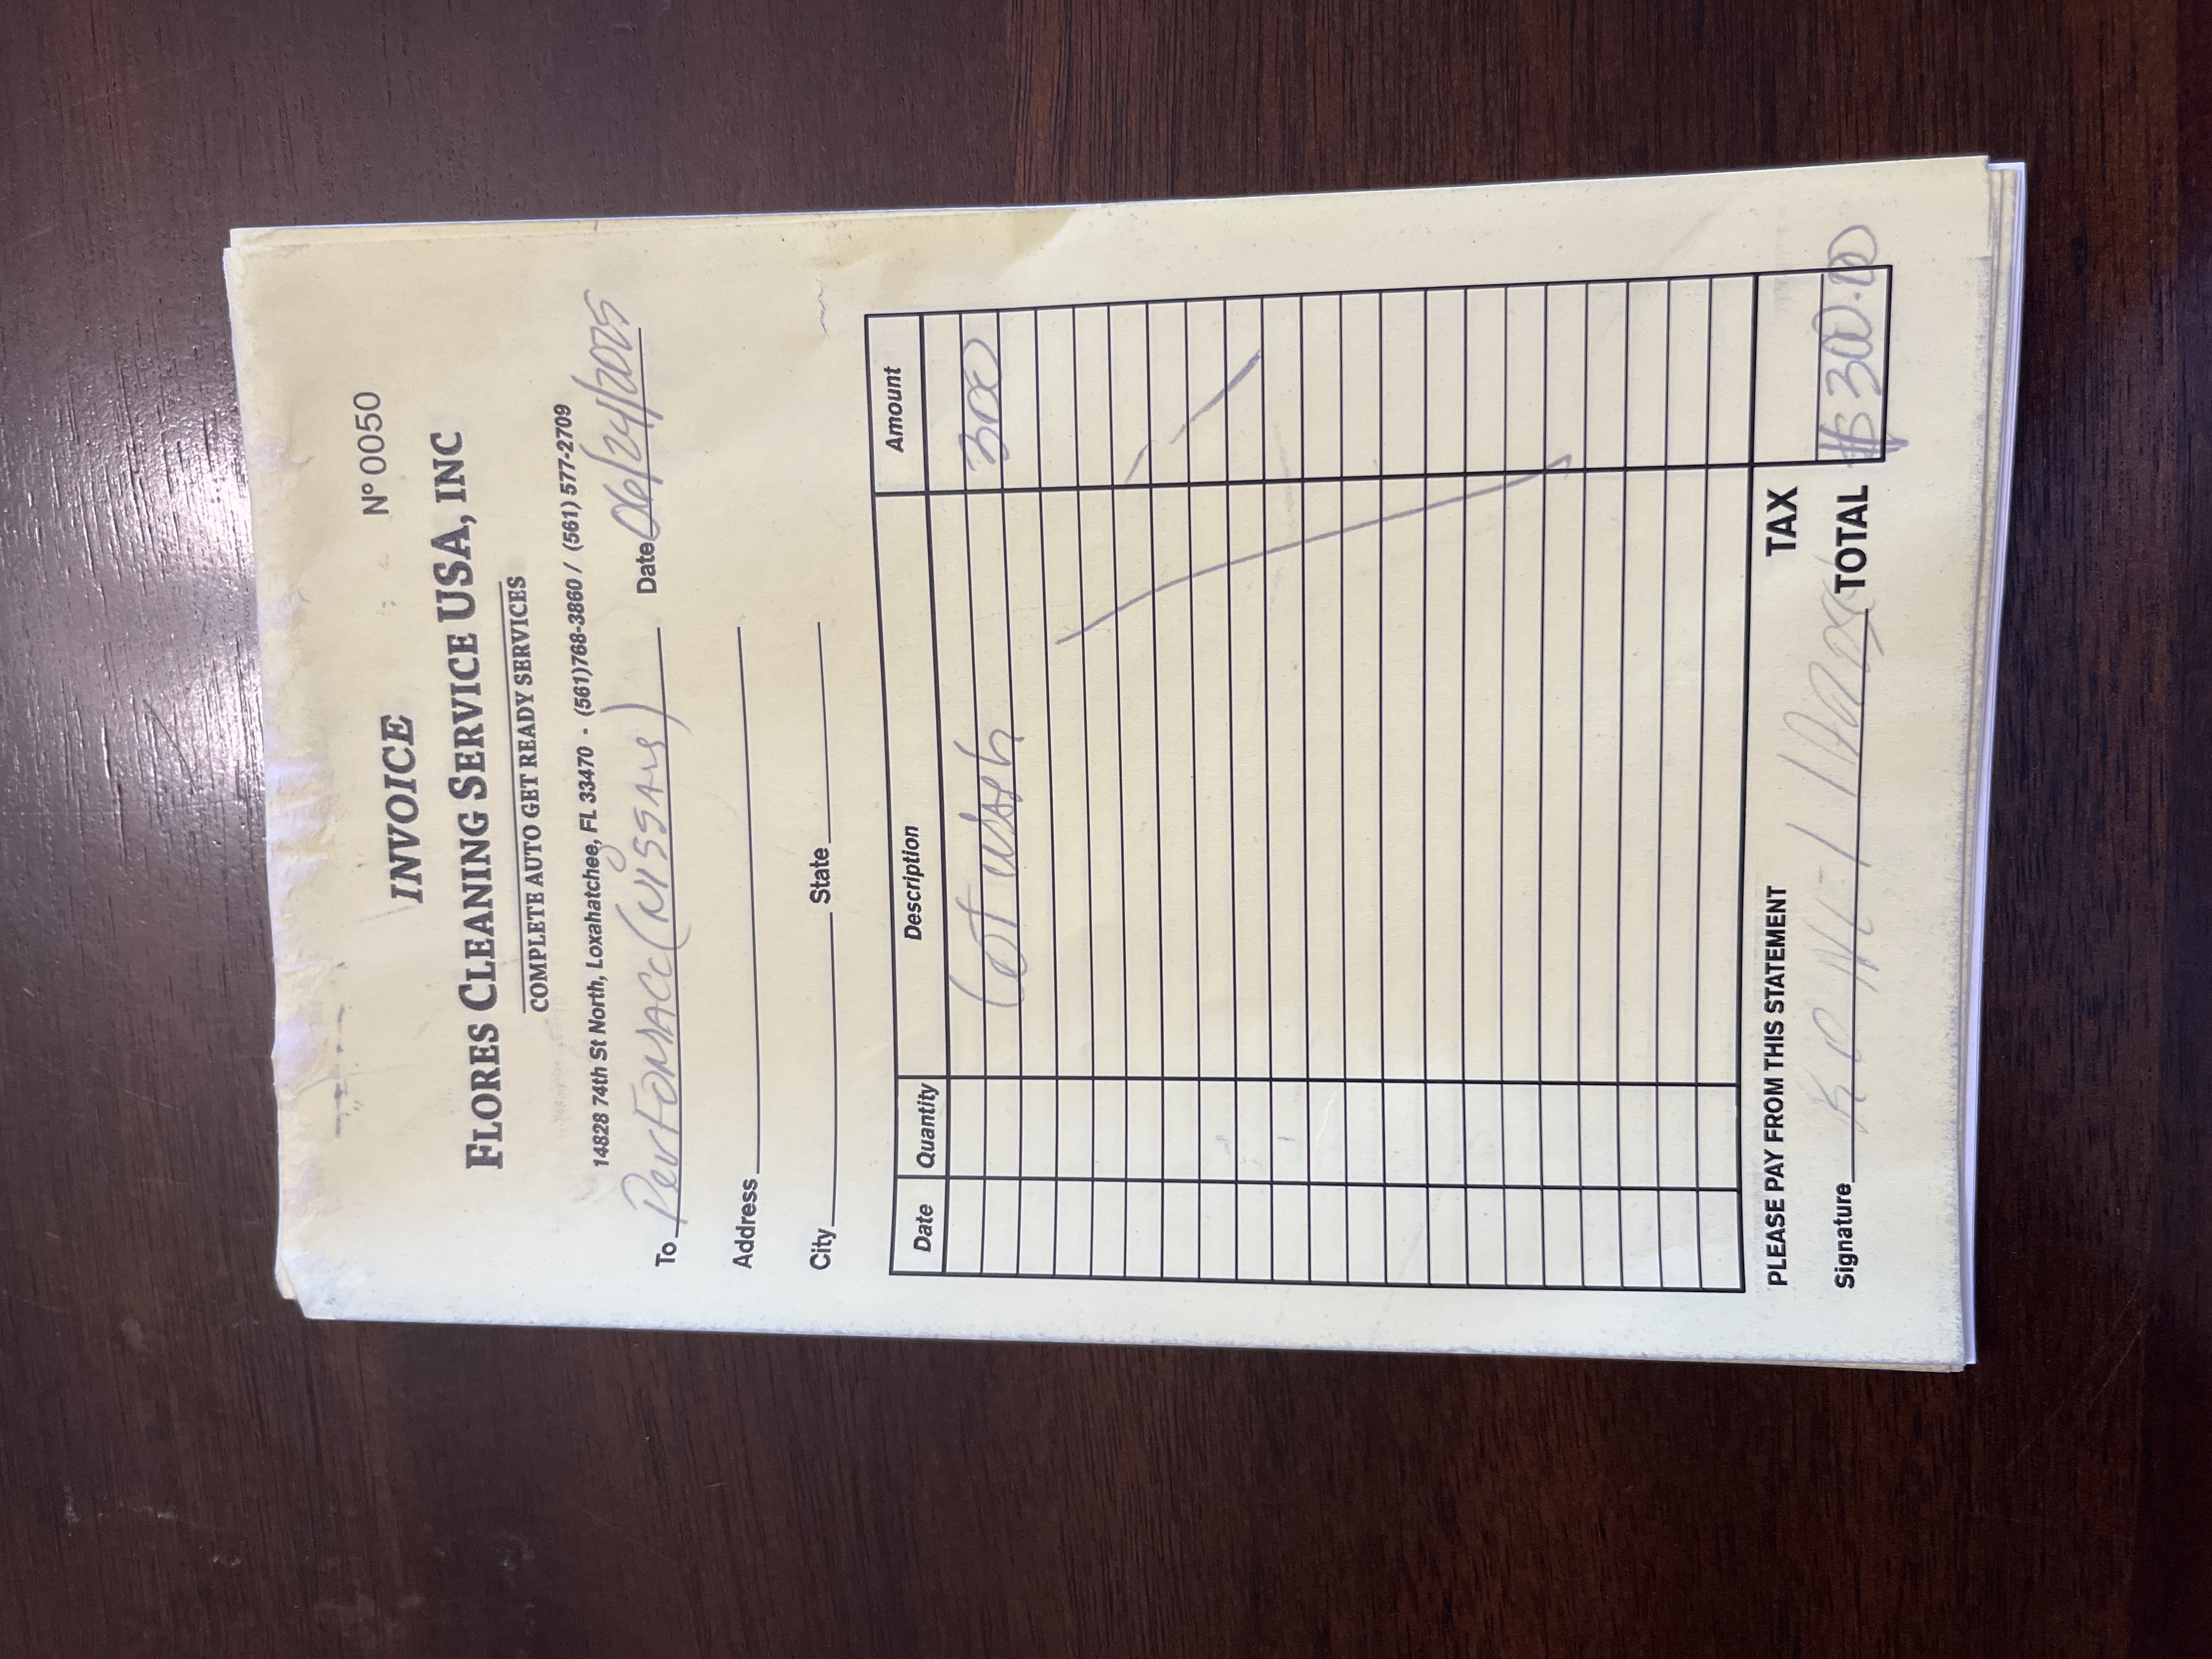 INVOICE
Nº 0050
FLORES CLEANING SERVICE USA, INC
COMPLETE AUTO GET READY SERVICES
14828 74th St North, Loxahatchee, FL 33470 - (561)768-3860 / (561) 577-2709
To PerFOMACC (NISSAN) Date 06/24/2025
Address
City State
Date Quantity Description Amount
Lot wash 300
PLEASE PAY FROM THIS STATEMENT TAX
Signature TOTAL $300.00